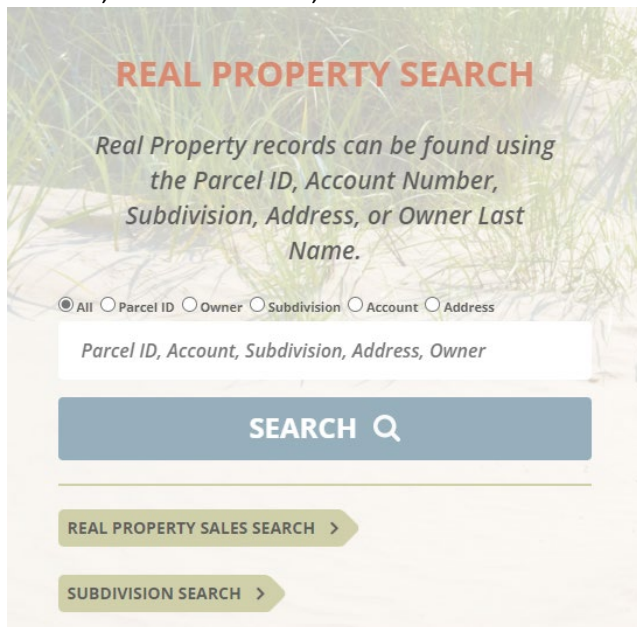 REAL PROPERTY SEARCH
Real Property records can be found using
the Parcel ID, Account Number,
Subdivision, Address, or Owner Last
Name.
All Parcel ID Owner Subdivision Account Address
Parcel ID, Account, Subdivision, Address, Owner
SEARCH
REAL PROPERTY SALES SEARCH >
SUBDIVISION SEARCH >